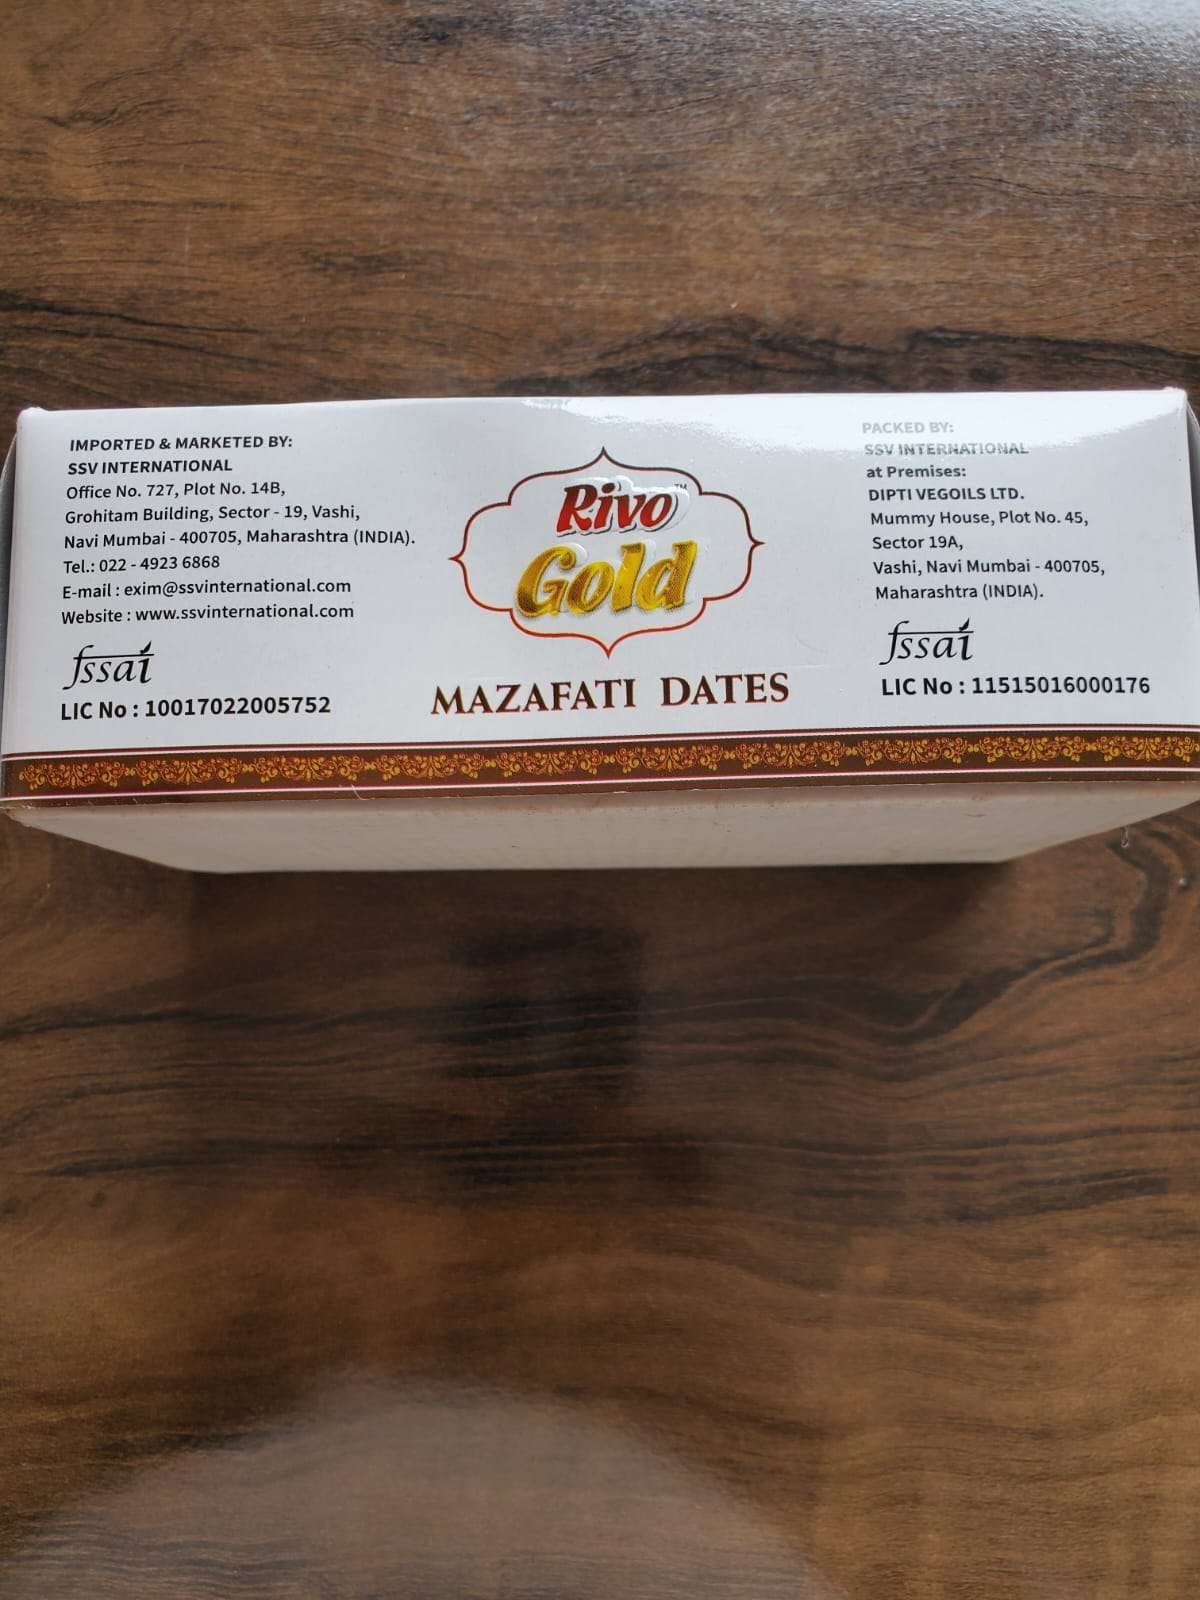 IMPORTED & MARKETED BY:
SSV INTERNATIONAL
Office No. 727, Plot No. 14B,
Grohitam Building, Sector - 19, Vashi,
Navi Mumbai - 400705, Maharashtra (INDIA).
Tel.: 022 - 4923 6868
E-mail : exim@ssvinternational.com
Website : www.ssvinternational.com
fssai
LIC No : 10017022005752
Rivo™
Gold
MAZAFATI DATES
PACKED BY:
SSV INTERNATIONAL
at Premises:
DIPTI VEGOILS LTD.
Mummy House, Plot No. 45,
Sector 19A,
Vashi, Navi Mumbai - 400705,
Maharashtra (INDIA).
fssai
LIC No : 11515016000176